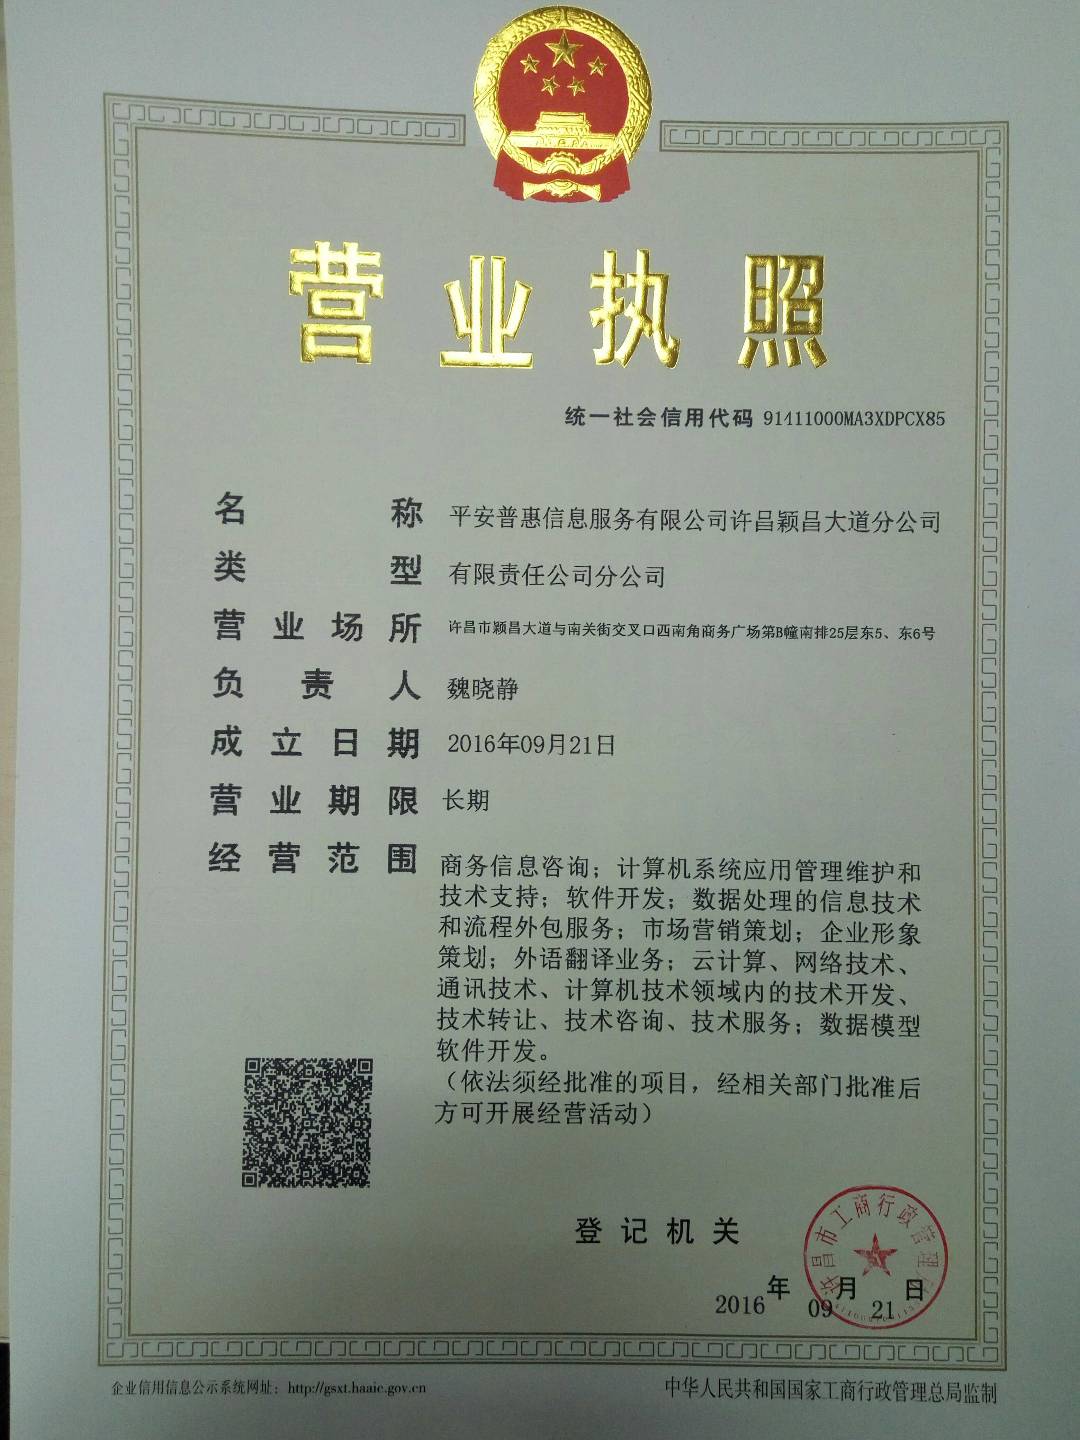 营业执照
统一社会信用代码 91411000MA3XDPCX85
名称 平安普惠信息服务有限公司许昌颍昌大道分公司
类型 有限责任公司分公司
营业场所 许昌市颍昌大道与南关街交叉口西南角商务广场第B幢南排25层东5、东6号
负责人 魏晓静
成立日期 2016年09月21日
营业期限 长期
经营范围 商务信息咨询；计算机系统应用管理维护和
技术支持；软件开发；数据处理的信息技术
和流程外包服务；市场营销策划；企业形象
策划；外语翻译业务；云计算、网络技术、
通讯技术、计算机技术领域内的技术开发、
技术转让、技术咨询、技术服务；数据模型
软件开发。
（依法须经批准的项目，经相关部门批准后
方可开展经营活动）
登记机关
许昌市工商行政管理局
2016年09月21日
企业信用信息公示系统网址：http://gsxt.haaic.gov.cn
中华人民共和国国家工商行政管理总局监制